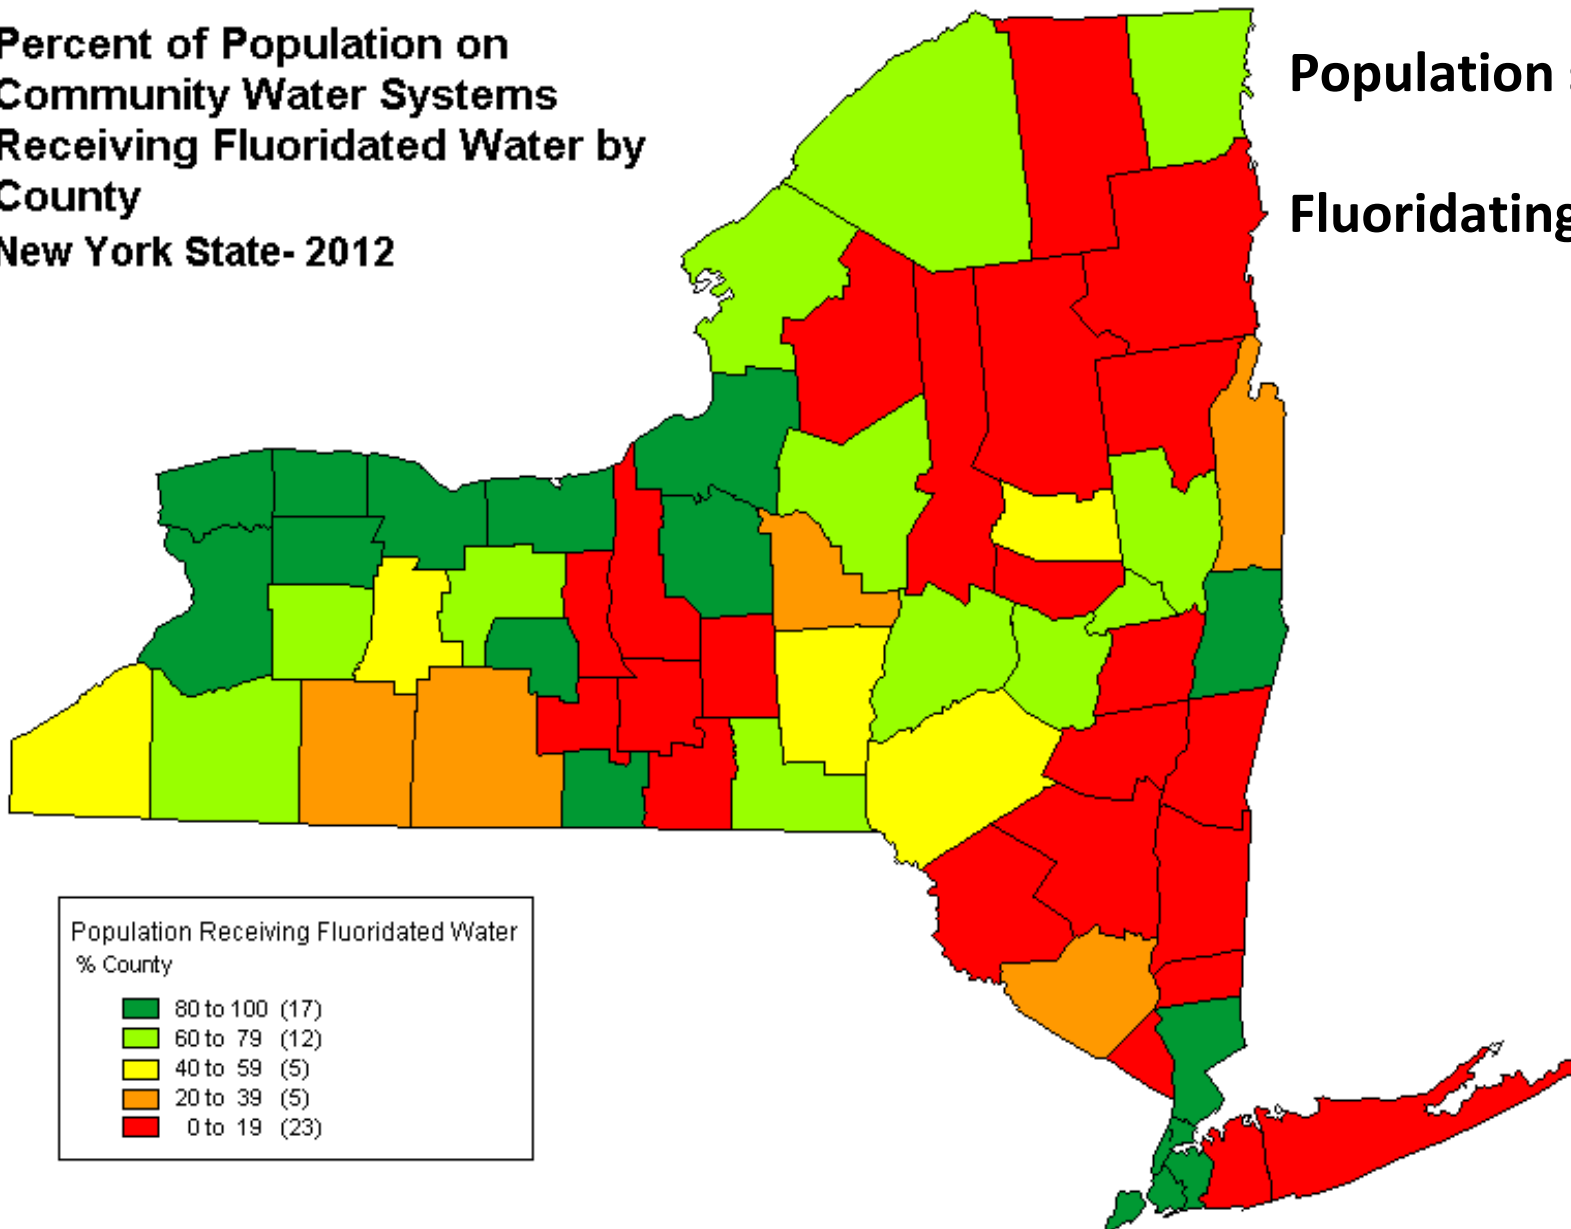 Percent of Population on
Community Water Systems
Receiving Fluoridated Water by
County
New York State- 2012
Population
Fluoridating
Population Receiving Fluoridated Water
% County
80 to 100 (17)
60 to 79 (12)
40 to 59 (5)
20 to 39 (5)
0 to 19 (23)